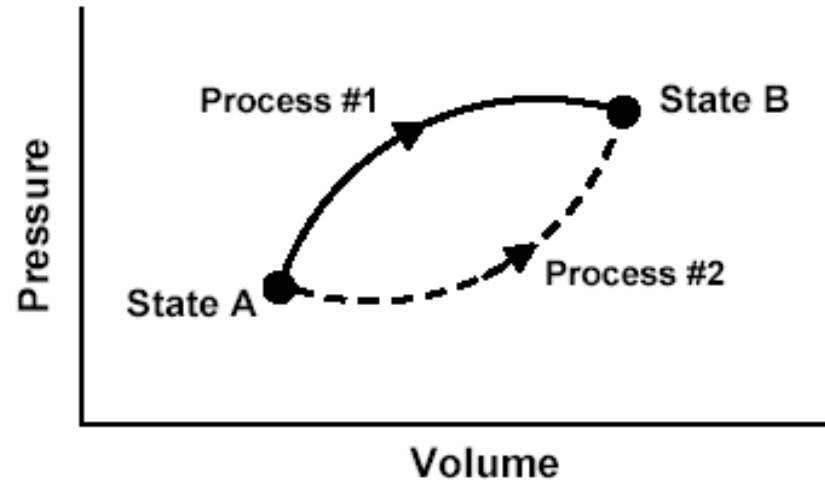 Process #1
State B
Pressure
Process #2
State A
Volume